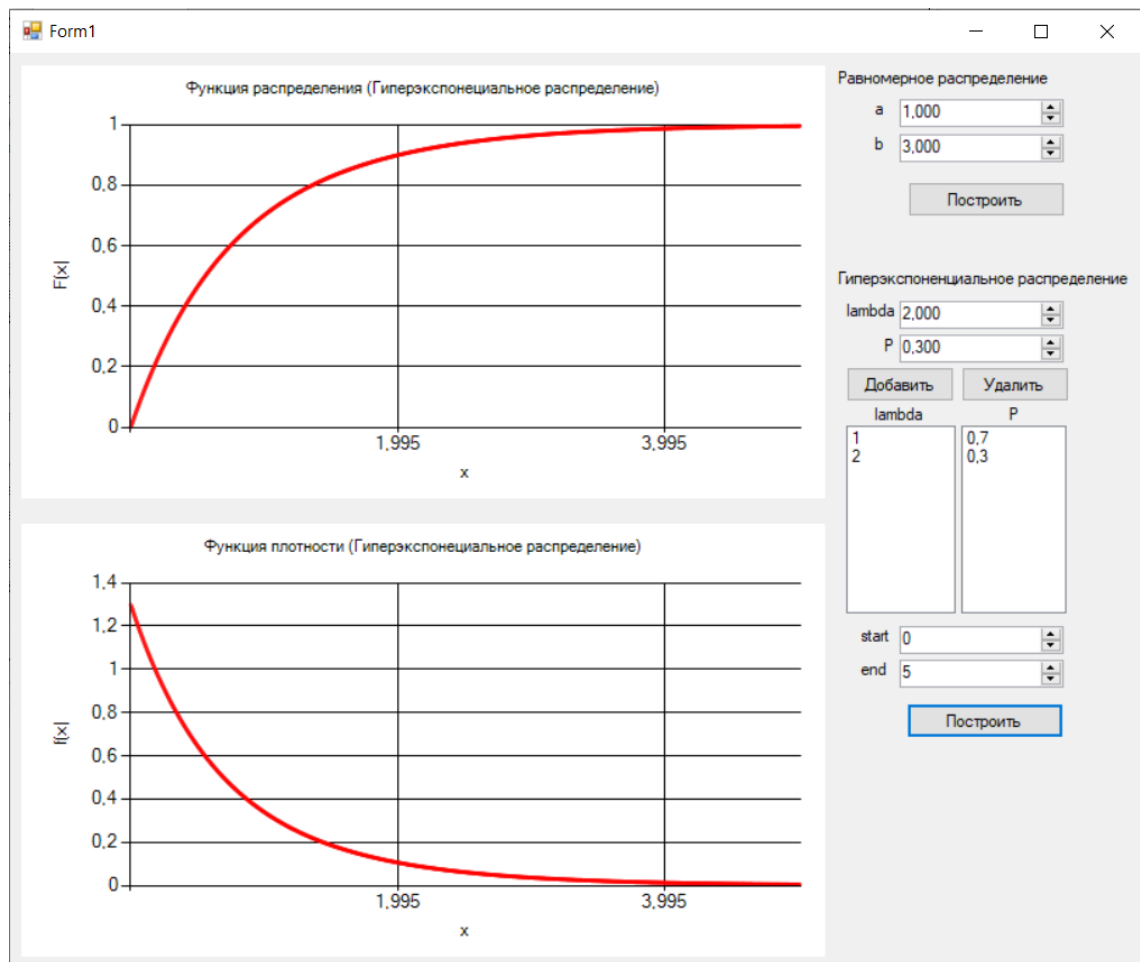 Form1
Функция распределения (Гиперэкспонециальное распределение)
1
0,8
0,6
0,4
0,2
0
F(x|
1,995 3,995
x
Функция плотности (Гиперэкспонециальное распределение)
1,4
1,2
1
0,8
0,6
0,4
0,2
0
f(x|
1,995 3,995
x
Равномерное распределение
a 1,000
b 3,000
Построить
Гиперэкспоненциальное распределение
lambda 2,000
P 0,300
Добавить Удалить
lambda P
1 0,7
2 0,3
start 0
end 5
Построить